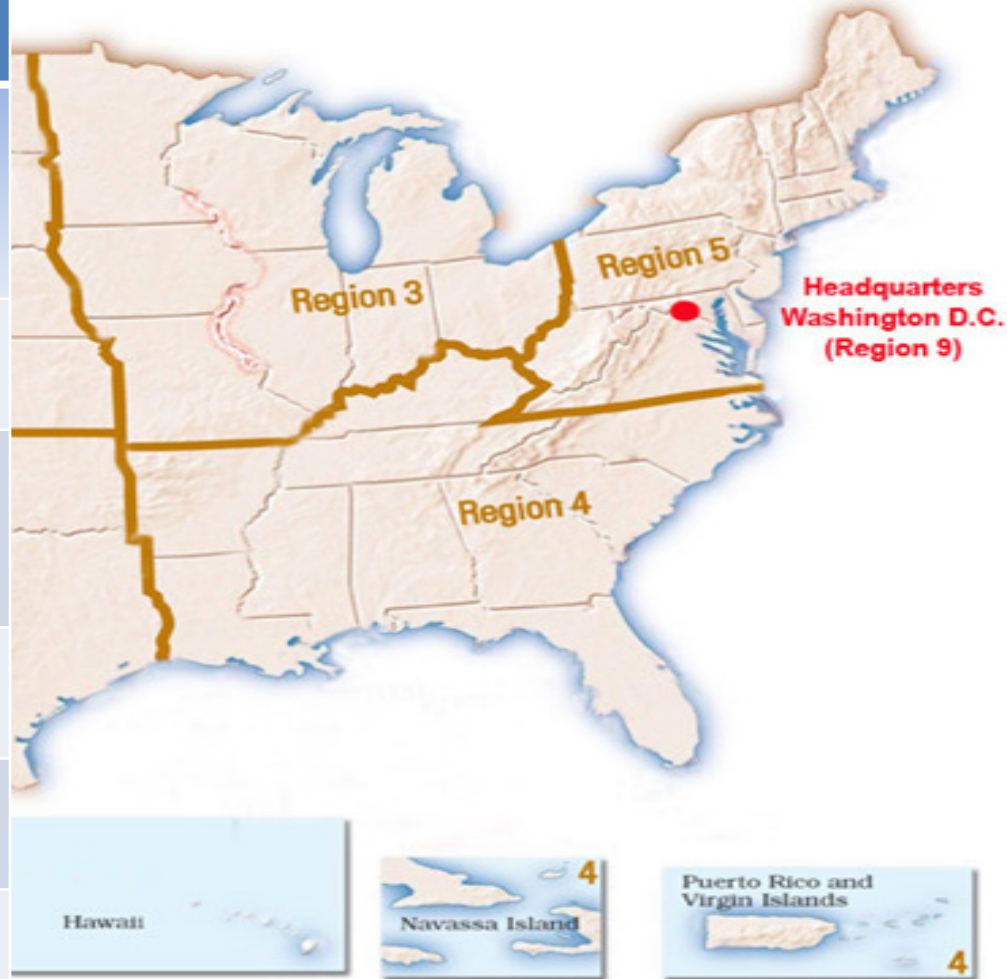 Region 5
Region 3
Headquarters
Washington D.C.
(Region 9)
Region 4
Hawaii
4
Navassa Island
Puerto Rico and
Virgin Islands
4